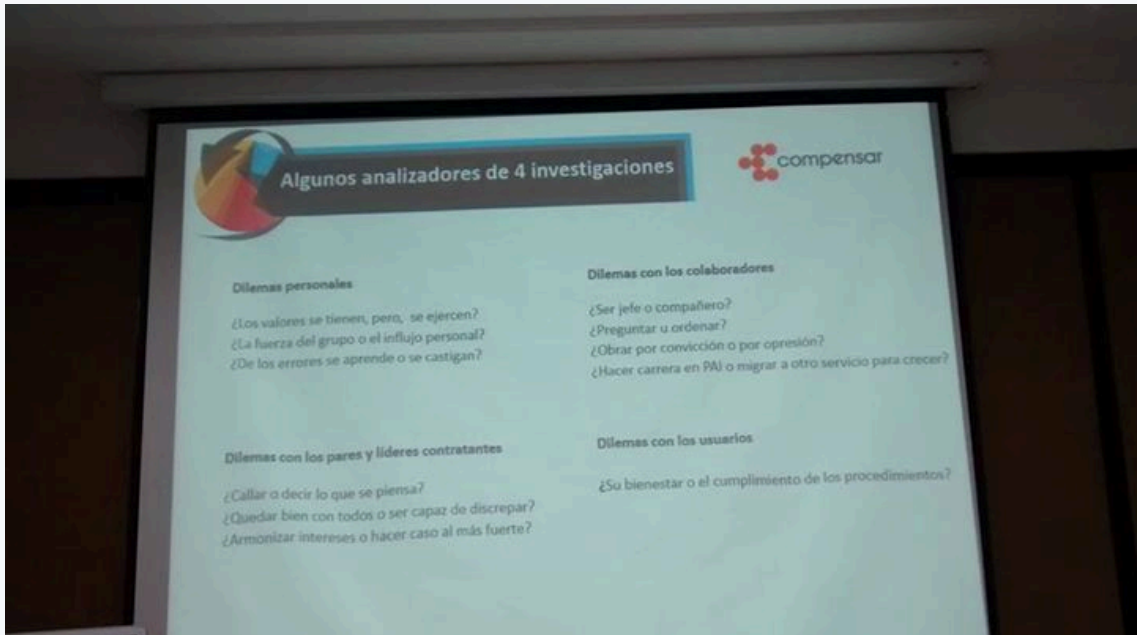 Algunos analizadores de 4 investigaciones
compensar
Dilemas personales
¿Los valores se tienen, pero, se ejercen?
¿La fuerza del grupo o el influjo personal?
¿De los errores se aprende o se castigan?
Dilemas con los colaboradores
¿Ser jefe o compañero?
¿Preguntar u ordenar?
¿Obrar por convicción o por opresión?
¿Hacer carrera en PAI o migrar a otro servicio para crecer?
Dilemas con los pares y líderes contratantes
¿Callar o decir lo que se piensa?
¿Quedar bien con todos o ser capaz de discrepar?
¿Armonizar intereses o hacer caso al más fuerte?
Dilemas con los usuarios
¿Su bienestar o el cumplimiento de los procedimientos?